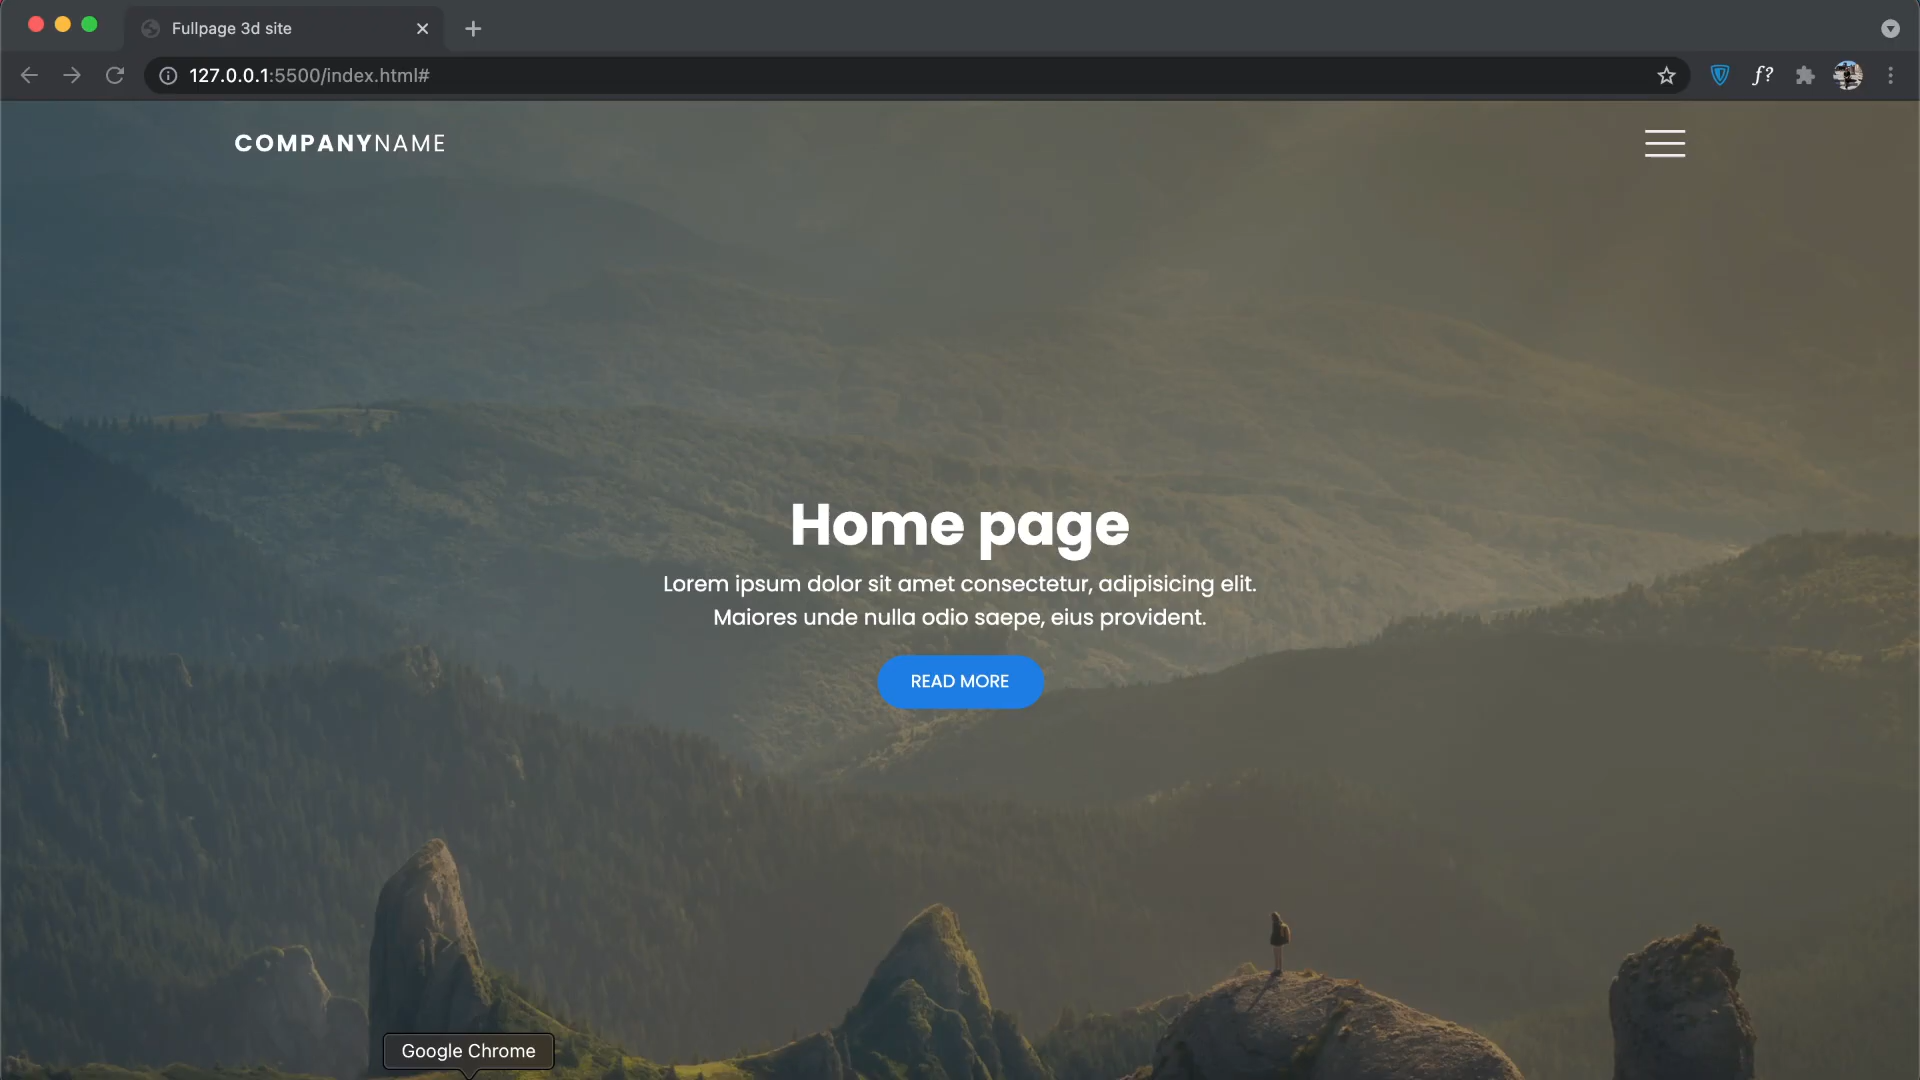 Fullpage 3d site
127.0.0.1:5500/index.html#
f?
COMPANYNAME
Home page
Lorem ipsum dolor sit amet consectetur, adipisicing elit.
Maiores unde nulla odio saepe, eius provident.
READ MORE
Google Chrome